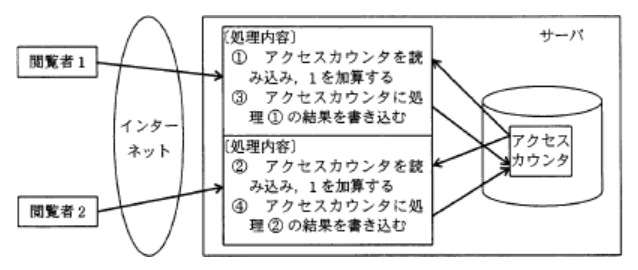 サーバ
〔処理内容〕
① アクセスカウンタを読
み込み，1を加算する
③ アクセスカウンタに処
理①の結果を書き込む
閲覧者1
インター
ネット
アクセス
カウンタ
〔処理内容〕
② アクセスカウンタを読
み込み，1を加算する
④ アクセスカウンタに処
理②の結果を書き込む
閲覧者2